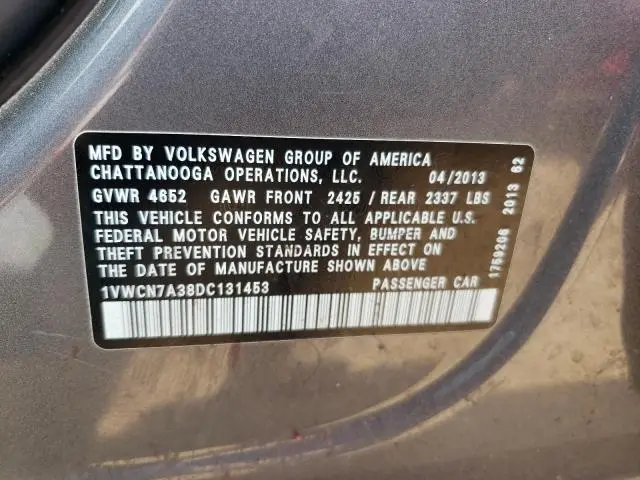 MFD BY VOLKSWAGEN GROUP OF AMERICA
CHATTANOOGA OPERATIONS, LLC. 04/2013
GVWR 4652 GAWR FRONT 2425 / REAR 2337 LBS
THIS VEHICLE CONFORMS TO ALL APPLICABLE U.S.
FEDERAL MOTOR VEHICLE SAFETY, BUMPER AND
THEFT PREVENTION STANDARDS IN EFFECT ON
THE DATE OF MANUFACTURE SHOWN ABOVE
1VWCN7A38DC131453 PASSENGER CAR
1759206 2013 62